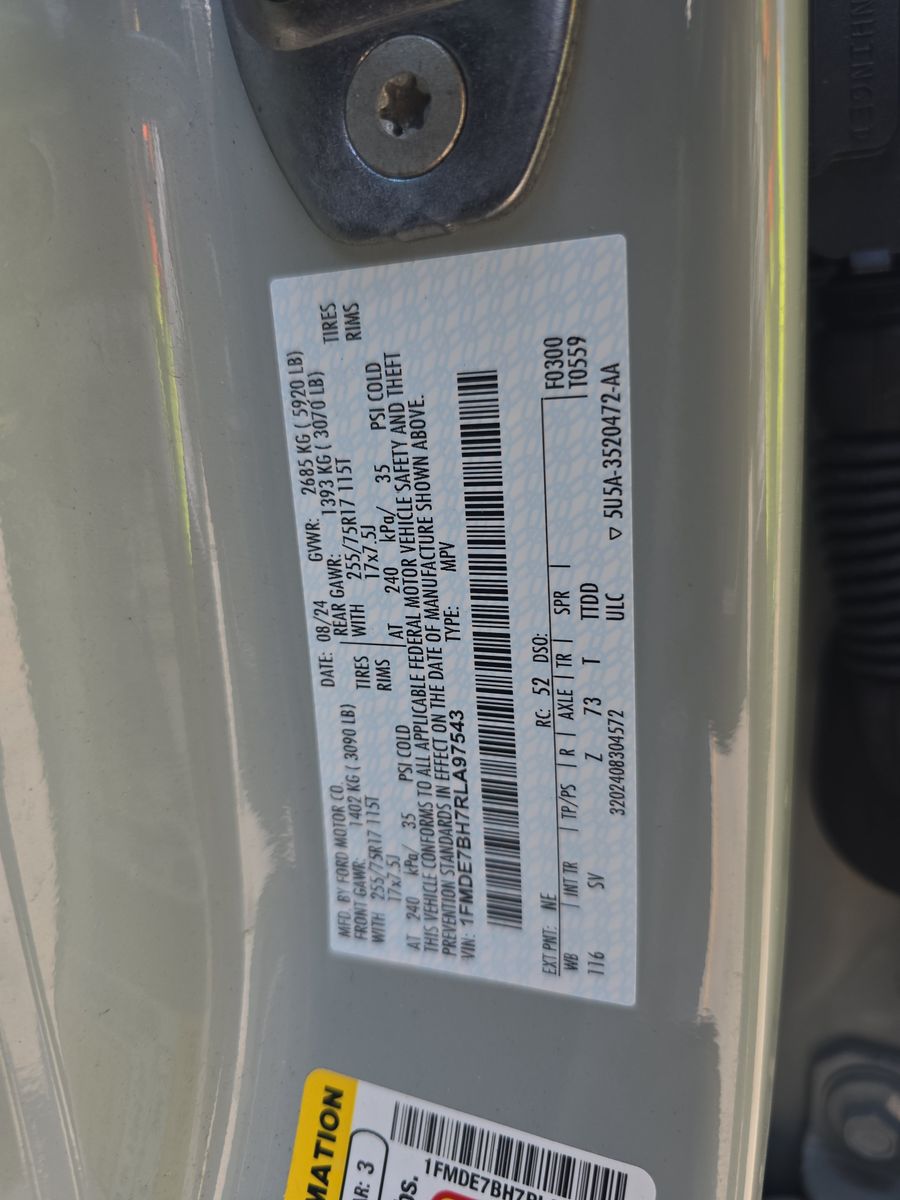 MFD. BY FORD MOTOR CO. DATE: 08/24 GVWR: 2685 KG ( 5920 LB)
FRONT GAWR: 1402 KG ( 3090 LB) REAR GAWR: 1393 KG ( 3070 LB)
WITH 255/75R17 115T TIRES WITH 255/75R17 115T TIRES
17x7.5J RIMS 17x7.5J RIMS
AT 240 kPa/ 35 PSI COLD AT 240 kPa/ 35 PSI COLD
THIS VEHICLE CONFORMS TO ALL APPLICABLE FEDERAL MOTOR VEHICLE SAFETY AND THEFT
PREVENTION STANDARDS IN EFFECT ON THE DATE OF MANUFACTURE SHOWN ABOVE.
VIN: 1FMDE7BH7RLA97543 TYPE: MPV
F0300
EXT PNT: NE RC: 52 DSO: T0559
WB INT TR TP/PS R AXLE TR SPR
116 SV Z 73 T TTDD
3202408304572 ULC ▽ 5U5A-3520472-AA
MATION
AR: 3
os.
1FMDE7BH7RL